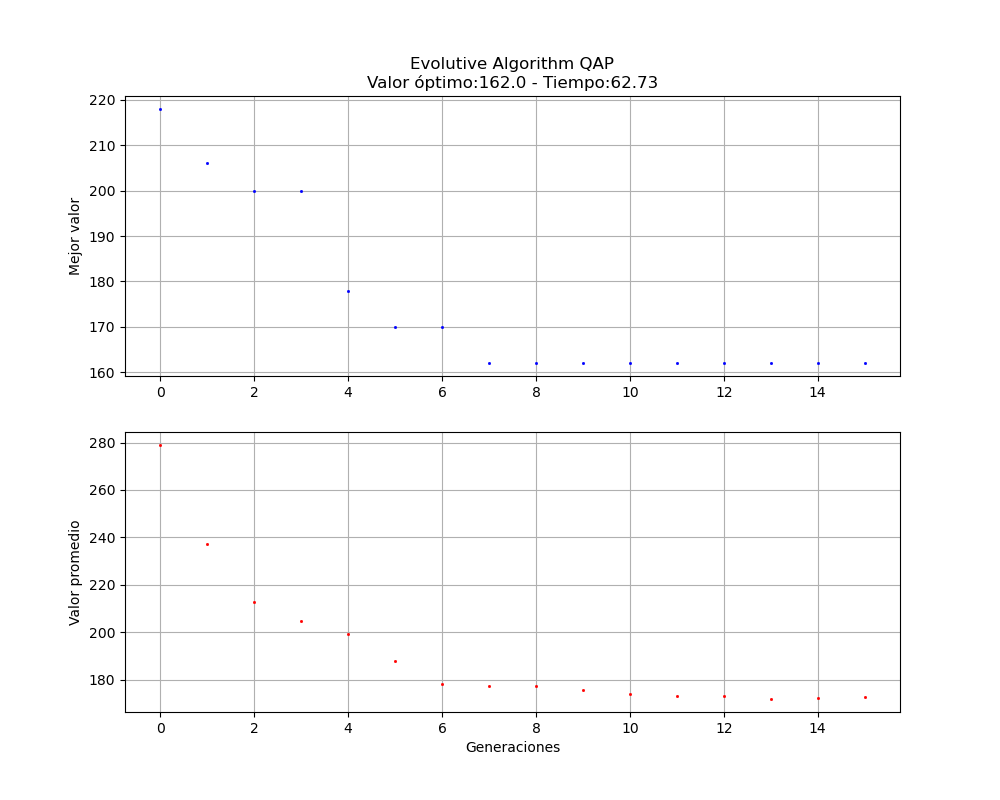 Evolutive Algorithm QAP
Valor óptimo:162.0 - Tiempo:62.73
220
210
200
190
180
170
160
Mejor valor
0 2 4 6 8 10 12 14
280
260
240
220
200
180
Valor promedio
0 2 4 6 8 10 12 14
Generaciones